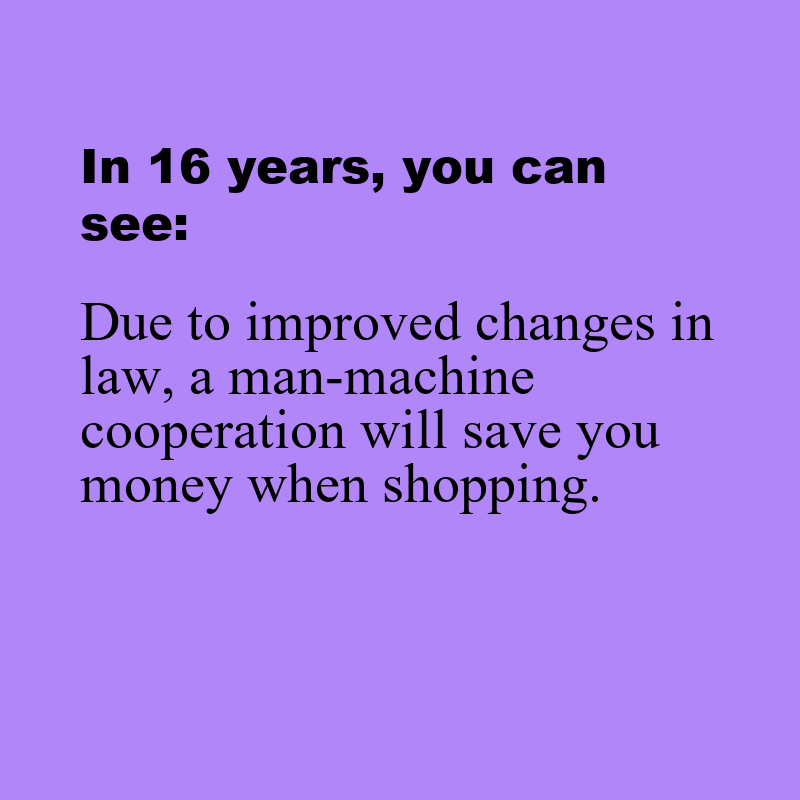 In 16 years, you can
see:
Due to improved changes in
law, a man-machine
cooperation will save you
money when shopping.